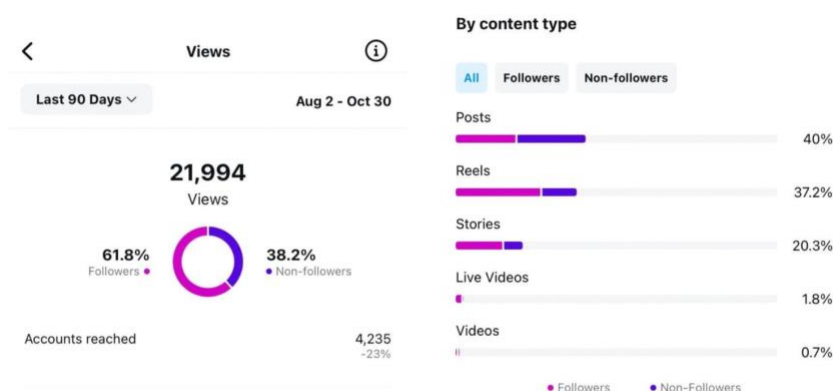 Views
Last 90 Days
Aug 2 - Oct 30
21,994
Views
61.8%
Followers
38.2%
Non-followers
Accounts reached
4,235
-23%
By content type
All
Followers
Non-followers
Posts
40%
Reels
37.2%
Stories
20.3%
Live Videos
1.8%
Videos
0.7%
Followers
Non-Followers